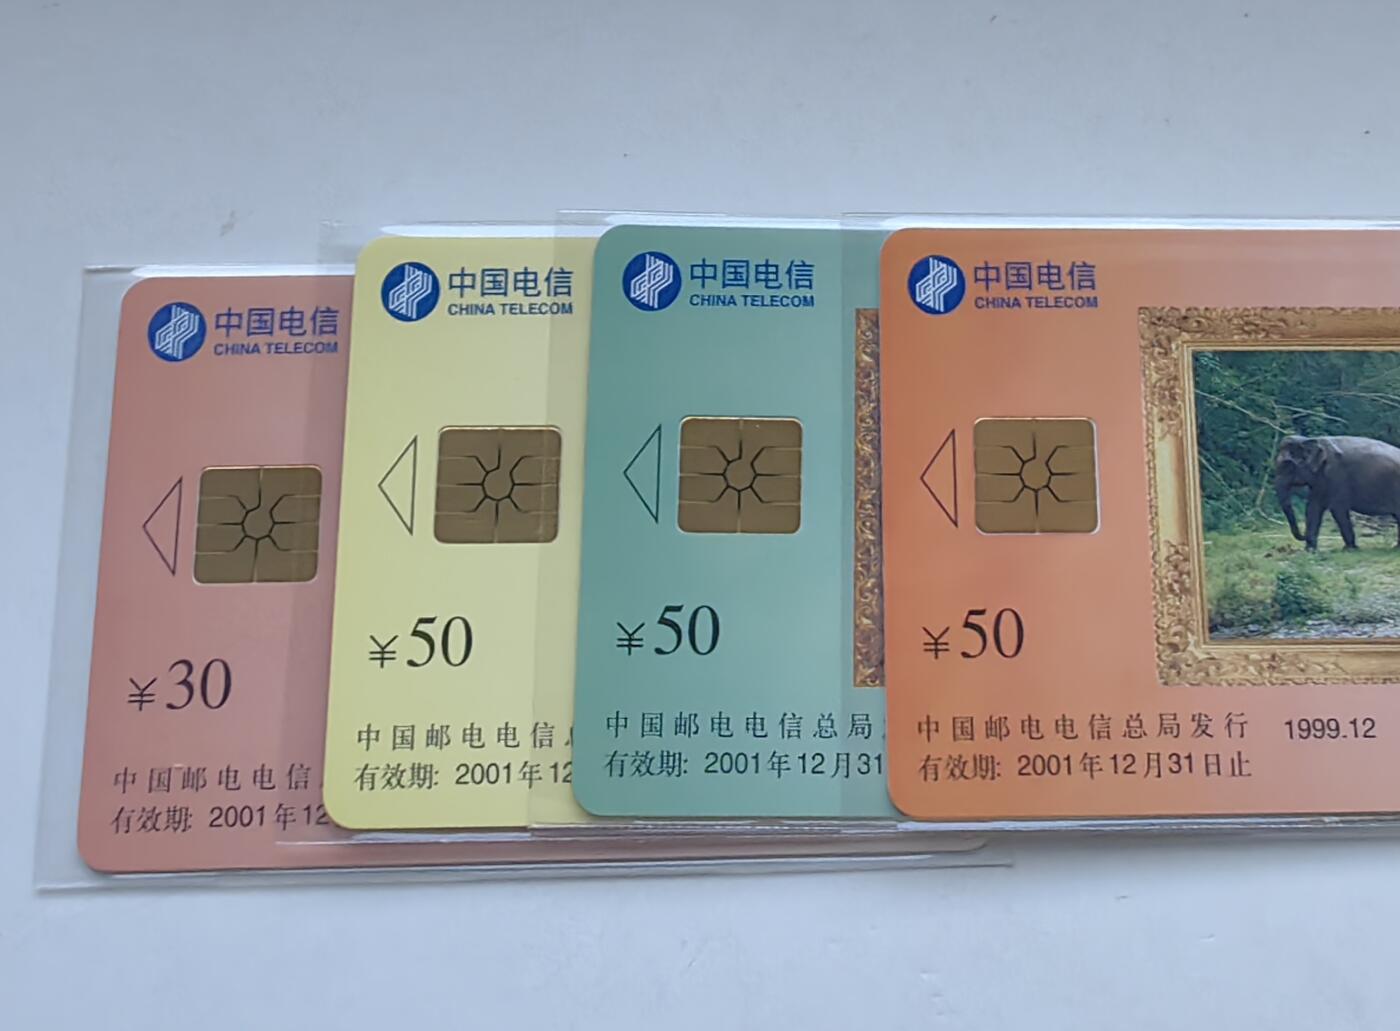 中国电信
CHINA TELECOM
¥30
中国邮电电信
有效期: 2001年12
中国电信
CHINA TELECOM
¥50
中国邮电电信
有效期: 2001年12
中国电信
CHINA TELECOM
¥50
中国邮电电信总局
有效期: 2001年12月31
中国电信
CHINA TELECOM
¥50
中国邮电电信总局发行 1999.12
有效期: 2001年12月31日止